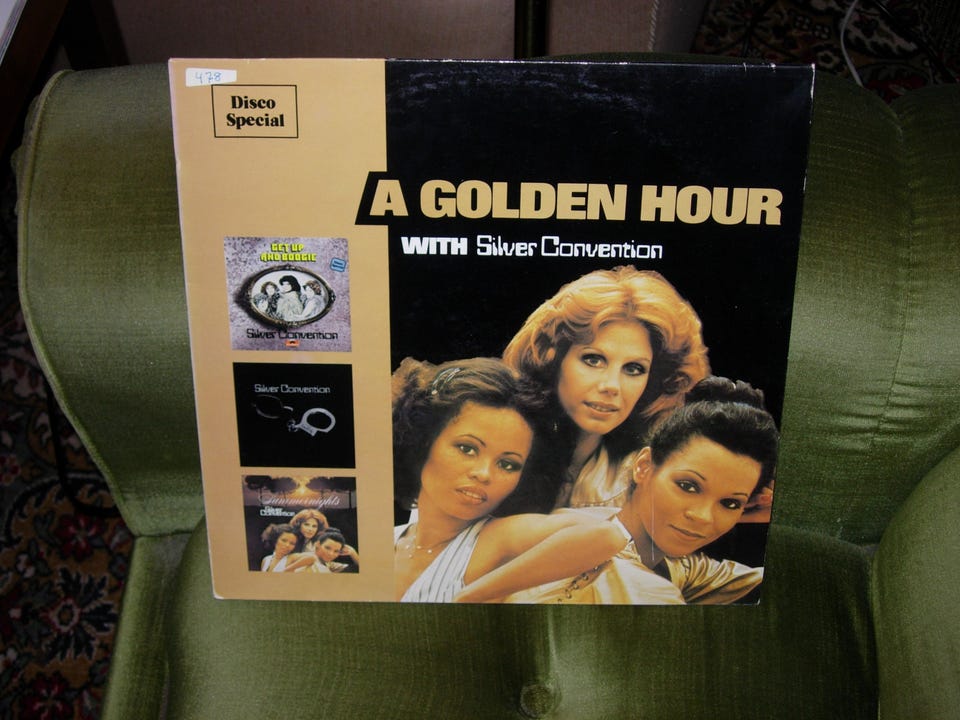 478
Disco
Special
A GOLDEN HOUR
WITH Silver Convention
GET UP
AND BOOGIE
Silver Convention
Silver Convention
Summernights
Silver
Convention